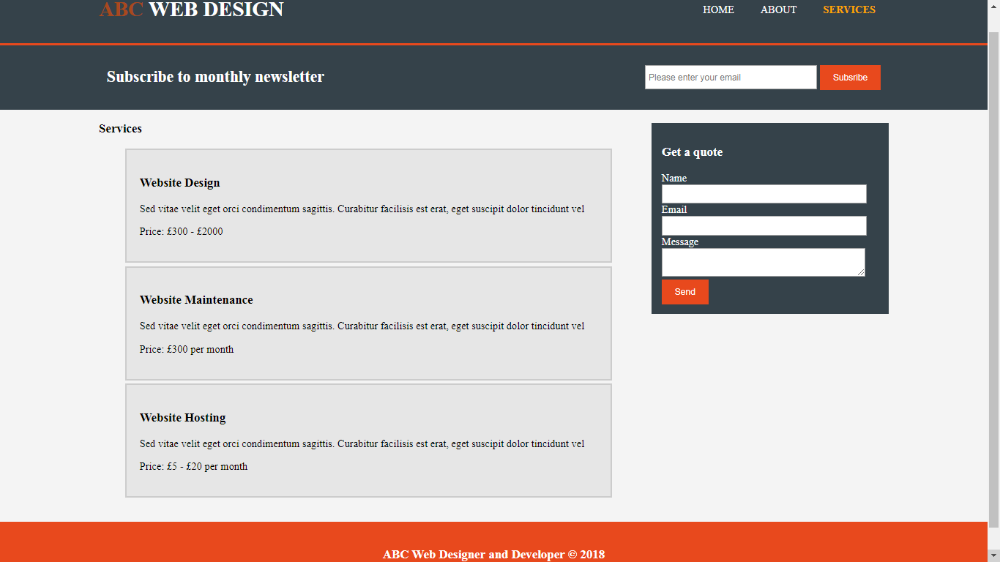 ABC WEB DESIGN
HOME ABOUT SERVICES
Subscribe to monthly newsletter
Please enter your email Subsribe
Services
Website Design
Sed vitae velit eget orci condimentum sagittis. Curabitur facilisis est erat, eget suscipit dolor tincidunt vel
Price: £300 - £2000
Website Maintenance
Sed vitae velit eget orci condimentum sagittis. Curabitur facilisis est erat, eget suscipit dolor tincidunt vel
Price: £300 per month
Website Hosting
Sed vitae velit eget orci condimentum sagittis. Curabitur facilisis est erat, eget suscipit dolor tincidunt vel
Price: £5 - £20 per month
Get a quote
Name
Email
Message
Send
ABC Web Designer and Developer © 2018